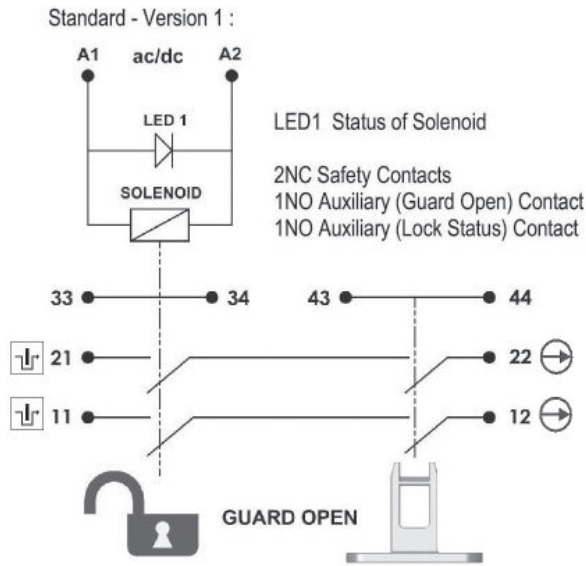 Standard - Version 1 :
A1 ac/dc A2
LED 1
LED1 Status of Solenoid
SOLENOID
2NC Safety Contacts
1NO Auxiliary (Guard Open) Contact
1NO Auxiliary (Lock Status) Contact
33 34 43 44
21 22
11 12
GUARD OPEN